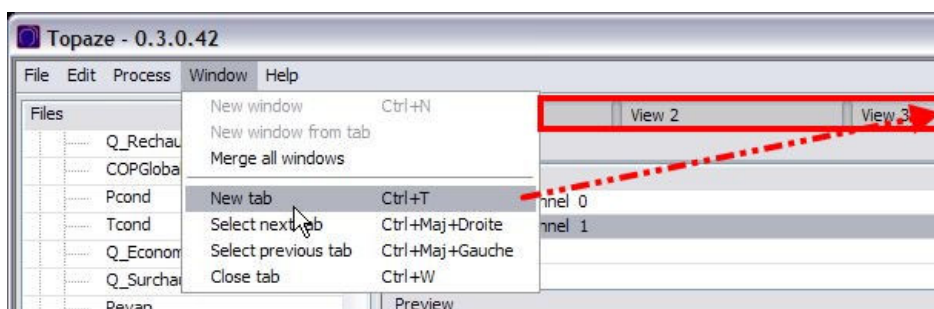 Topaze - 0.3.0.42
File Edit Process Window Help
Files
Q_Rechau
COPGloba
Pcond
Tcond
Q_Econom
Q_Surchau
New window Ctrl+N
New window from tab
Merge all windows
New tab Ctrl+T
Select next tab Ctrl+Maj+Droite
Select previous tab Ctrl+Maj+Gauche
Close tab Ctrl+W
View 2
View 3
nnel 0
nnel 1
Preview